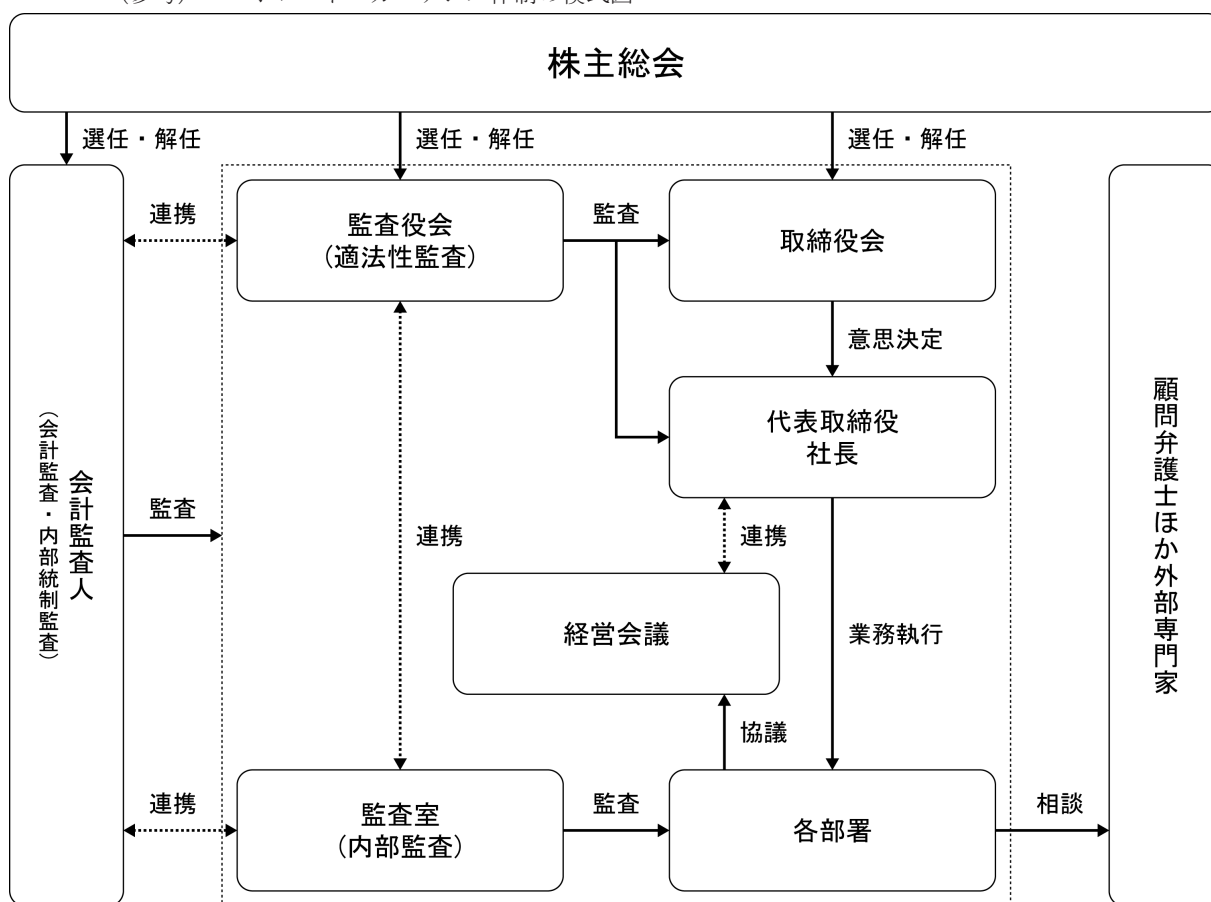 株主総会
選任・解任
選任・解任
選任・解任
連携
監査役会
(適法性監査)
監査
取締役会
意思決定
代表取締役
社長
会計監査人
(会計監査・内部統制監査)
監査
連携
連携
経営会議
業務執行
協議
顧問弁護士ほか外部専門家
連携
監査室
(内部監査)
監査
各部署
相談